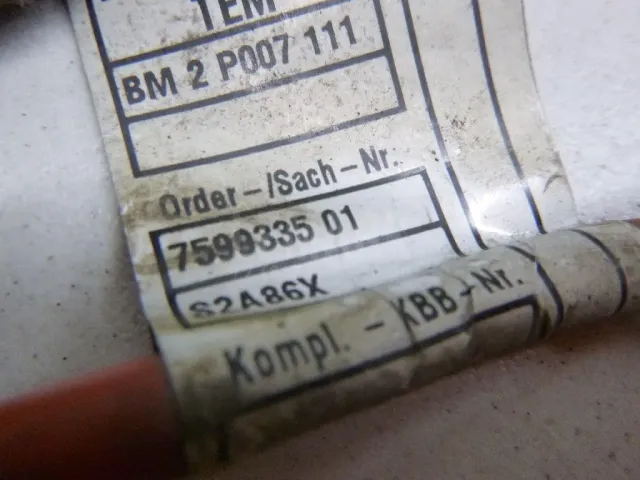 TEM
BM 2 P007 111
Order-/Sach-Nr.
7599335 01
S2A86X
Kompl.-KBB-Nr.